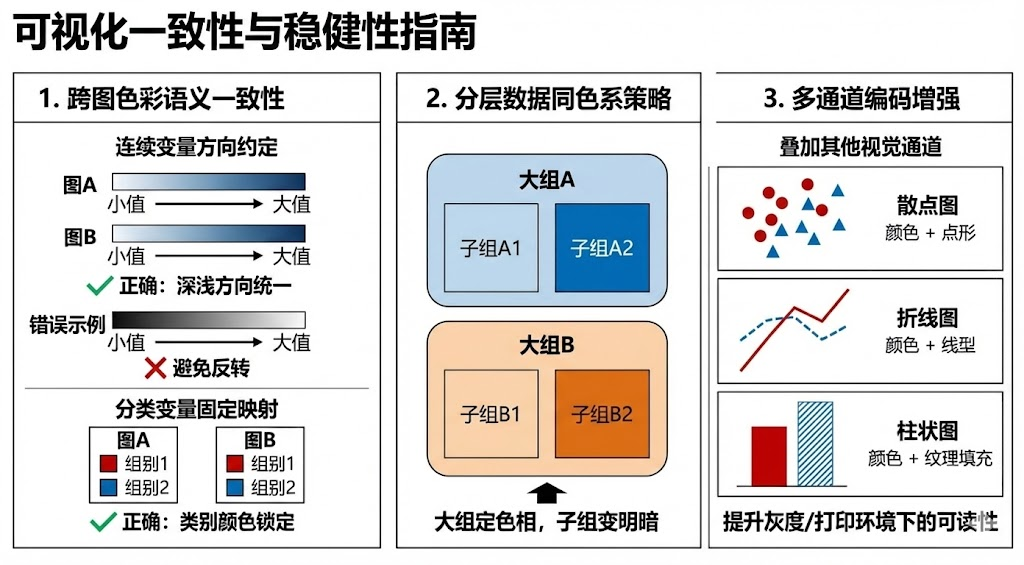 可视化一致性与稳健性指南
1. 跨图色彩语义一致性
连续变量方向约定
图A
小值 大值
图B
小值 大值
正确：深浅方向统一
错误示例
小值 大值
避免反转
分类变量固定映射
图A
组别1
组别2
图B
组别1
组别2
正确：类别颜色锁定
2. 分层数据同色系策略
大组A
子组A1
子组A2
大组B
子组B1
子组B2
大组定色相，子组变明暗
3. 多通道编码增强
叠加其他视觉通道
散点图
颜色 + 点形
折线图
颜色 + 线型
柱状图
颜色 + 纹理填充
提升灰度/打印环境下的可读性